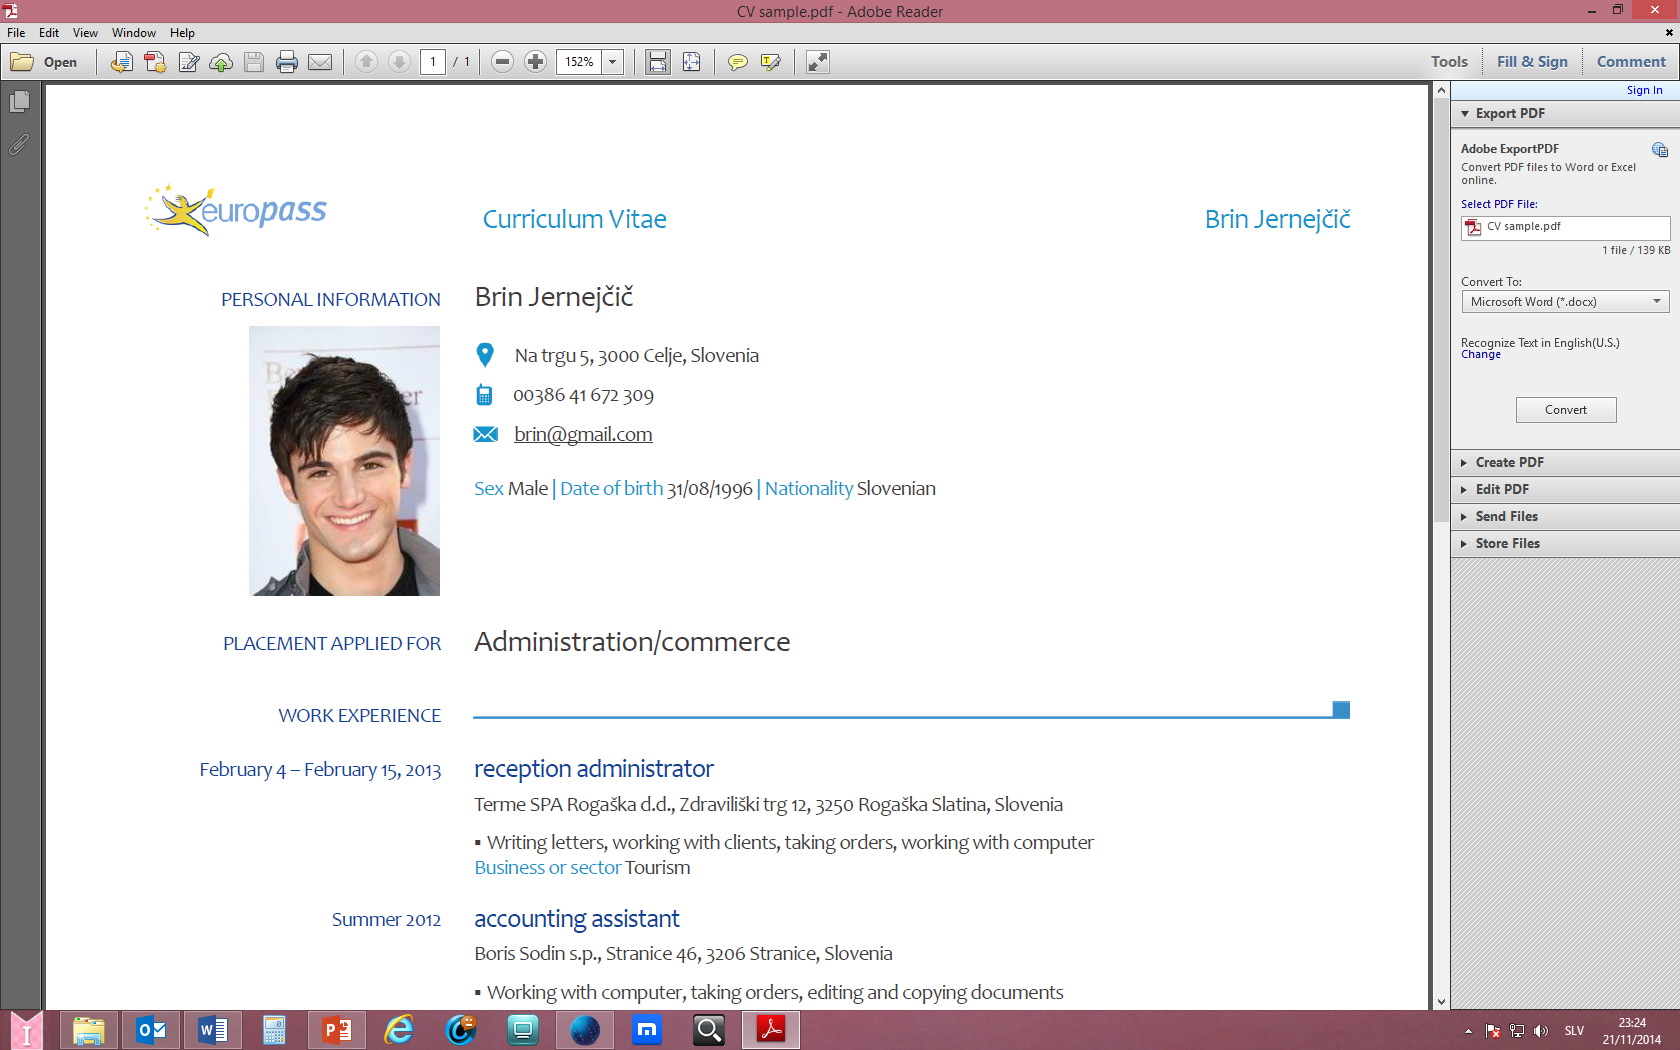 CV sample.pdf - Adobe Reader
File Edit View Window Help
Open 1 / 1 152% Tools Fill & Sign Comment
Sign In
Export PDF
Adobe ExportPDF
Convert PDF files to Word or Excel
online.
Select PDF File:
CV sample.pdf
1 file / 139 KB
Convert To:
Microsoft Word (*.docx)
Recognize Text in English(U.S.)
Change
Convert
Create PDF
Edit PDF
Send Files
Store Files
europass Curriculum Vitae Brin Jernejčič
PERSONAL INFORMATION Brin Jernejčič
Na trgu 5, 3000 Celje, Slovenia
00386 41 672 309
brin@gmail.com
Sex Male | Date of birth 31/08/1996 | Nationality Slovenian
PLACEMENT APPLIED FOR Administration/commerce
WORK EXPERIENCE
February 4 – February 15, 2013 reception administrator
Terme SPA Rogaška d.d., Zdraviliški trg 12, 3250 Rogaška Slatina, Slovenia
▪ Writing letters, working with clients, taking orders, working with computer
Business or sector Tourism
Summer 2012 accounting assistant
Boris Sodin s.p., Stranice 46, 3206 Stranice, Slovenia
▪ Working with computer, taking orders, editing and copying documents
SLV 23:24
21/11/2014